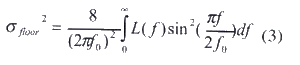 σ_floor² = 8/(2πf₀)² ∫₀^∞ L(f) sin²(πf/2f₀) df (3)